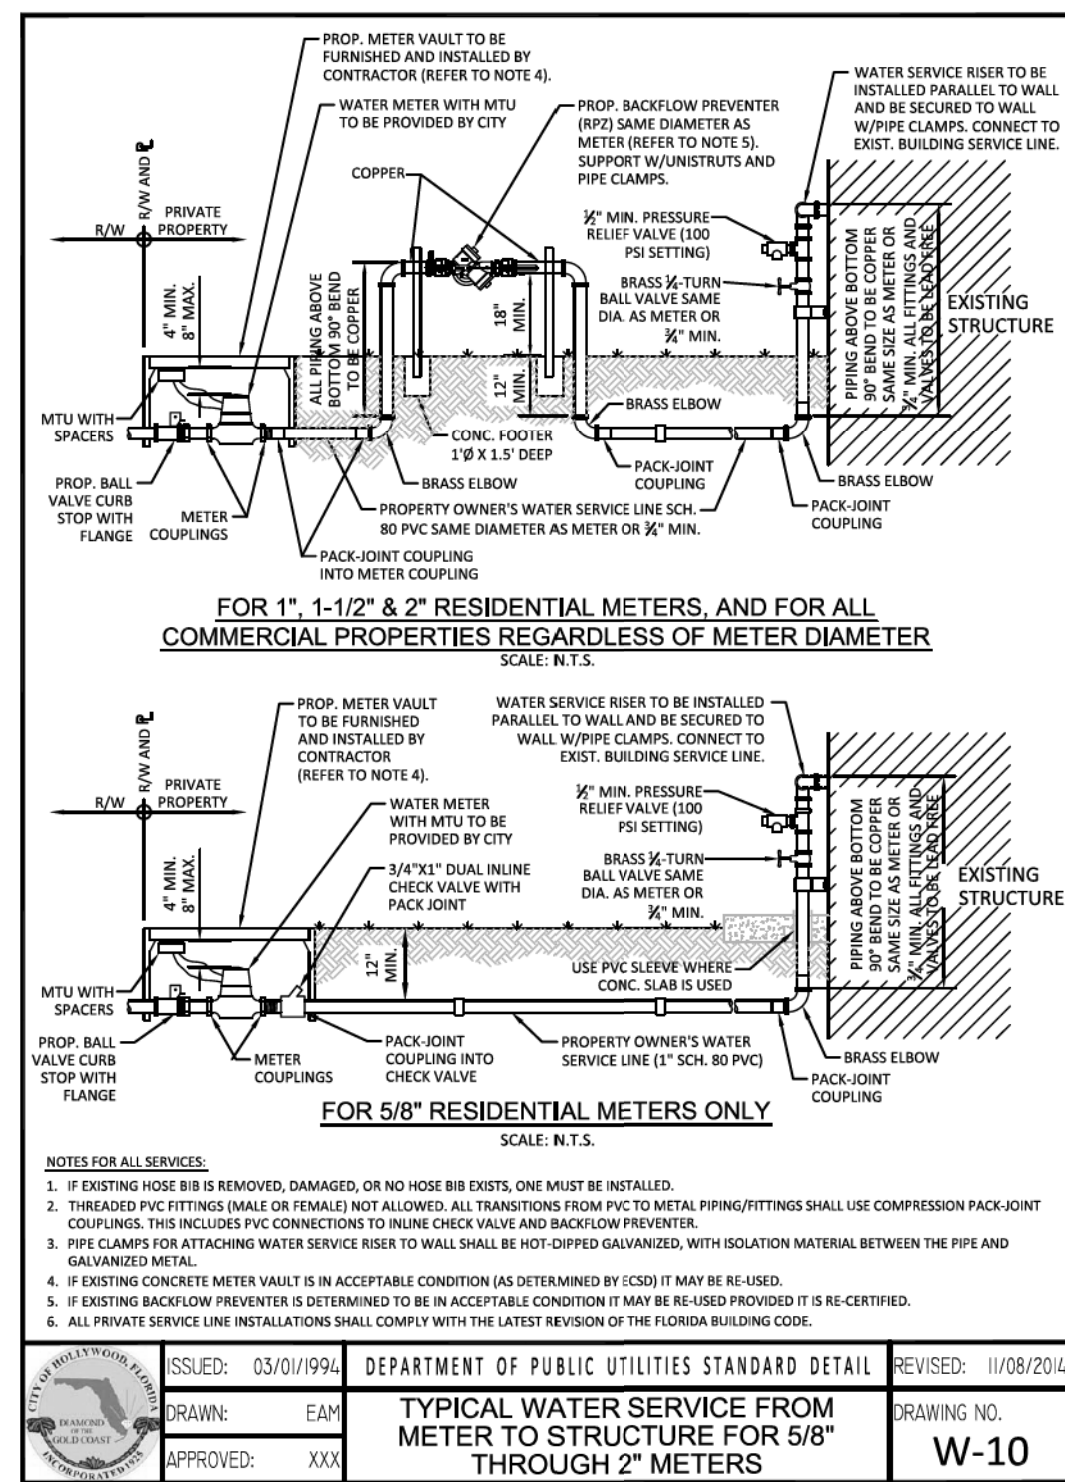 PROP. METER VAULT TO BE
FURNISHED AND INSTALLED BY
CONTRACTOR (REFER TO NOTE 4).
WATER METER WITH MTU
TO BE PROVIDED BY CITY
PROP. BACKFLOW PREVENTER
(RPZ) SAME DIAMETER AS
METER (REFER TO NOTE 5).
SUPPORT W/UNISTRUTS AND
PIPE CLAMPS.
WATER SERVICE RISER TO BE
INSTALLED PARALLEL TO WALL
AND BE SECURED TO WALL
W/PIPE CLAMPS. CONNECT TO
EXIST. BUILDING SERVICE LINE.
COPPER
R/W AND PL
R/W
PRIVATE
PROPERTY
½" MIN. PRESSURE
RELIEF VALVE (100
PSI SETTING)
BRASS ¼-TURN
BALL VALVE SAME
DIA. AS METER OR
¾" MIN.
4" MIN.
8" MAX.
ALL PIPING ABOVE
BOTTOM 90° BEND
TO BE COPPER
18"
MIN.
12"
MIN.
PIPING ABOVE BOTTOM
90° BEND TO BE COPPER
SAME SIZE AS METER OR
¾" MIN. ALL FITTINGS AND
VALVES TO BE LEAD FREE
EXISTING
STRUCTURE
MTU WITH
SPACERS
BRASS ELBOW
CONC. FOOTER
1'Ø X 1.5' DEEP
PACK-JOINT
COUPLING
BRASS ELBOW
BRASS ELBOW
PROP. BALL
VALVE CURB
STOP WITH
FLANGE
METER
COUPLINGS
PROPERTY OWNER'S WATER SERVICE LINE SCH.
80 PVC SAME DIAMETER AS METER OR ¾" MIN.
PACK-JOINT
COUPLING
PACK-JOINT COUPLING
INTO METER COUPLING
FOR 1", 1-1/2" & 2" RESIDENTIAL METERS, AND FOR ALL
COMMERCIAL PROPERTIES REGARDLESS OF METER DIAMETER
SCALE: N.T.S.
PROP. METER VAULT
TO BE FURNISHED
AND INSTALLED BY
CONTRACTOR
(REFER TO NOTE 4).
WATER SERVICE RISER TO BE INSTALLED
PARALLEL TO WALL AND BE SECURED TO
WALL W/PIPE CLAMPS. CONNECT TO
EXIST. BUILDING SERVICE LINE.
R/W AND PL
R/W
PRIVATE
PROPERTY
WATER METER
WITH MTU TO BE
PROVIDED BY CITY
½" MIN. PRESSURE
RELIEF VALVE (100
PSI SETTING)
3/4"X1" DUAL INLINE
CHECK VALVE WITH
PACK JOINT
BRASS ¼-TURN
BALL VALVE SAME
DIA. AS METER OR
¾" MIN.
4" MIN.
8" MAX.
12"
MIN.
PIPING ABOVE BOTTOM
90° BEND TO BE COPPER
SAME SIZE AS METER OR
¾" MIN. ALL FITTINGS AND
VALVES TO BE LEAD FREE
EXISTING
STRUCTURE
USE PVC SLEEVE WHERE
CONC. SLAB IS USED
MTU WITH
SPACERS
PROP. BALL
VALVE CURB
STOP WITH
FLANGE
METER
COUPLINGS
PACK-JOINT
COUPLING INTO
CHECK VALVE
PROPERTY OWNER'S WATER
SERVICE LINE (1" SCH. 80 PVC)
BRASS ELBOW
PACK-JOINT
COUPLING
FOR 5/8" RESIDENTIAL METERS ONLY
SCALE: N.T.S.
NOTES FOR ALL SERVICES:
1. IF EXISTING HOSE BIB IS REMOVED, DAMAGED, OR NO HOSE BIB EXISTS, ONE MUST BE INSTALLED.
2. THREADED PVC FITTINGS (MALE OR FEMALE) NOT ALLOWED. ALL TRANSITIONS FROM PVC TO METAL PIPING/FITTINGS SHALL USE COMPRESSION PACK-JOINT
COUPLINGS. THIS INCLUDES PVC CONNECTIONS TO INLINE CHECK VALVE AND BACKFLOW PREVENTER.
3. PIPE CLAMPS FOR ATTACHING WATER SERVICE RISER TO WALL SHALL BE HOT-DIPPED GALVANIZED, WITH ISOLATION MATERIAL BETWEEN THE PIPE AND
GALVANIZED METAL.
4. IF EXISTING CONCRETE METER VAULT IS IN ACCEPTABLE CONDITION (AS DETERMINED BY ECSD) IT MAY BE RE-USED.
5. IF EXISTING BACKFLOW PREVENTER IS DETERMINED TO BE IN ACCEPTABLE CONDITION IT MAY BE RE-USED PROVIDED IT IS RE-CERTIFIED.
6. ALL PRIVATE SERVICE LINE INSTALLATIONS SHALL COMPLY WITH THE LATEST REVISION OF THE FLORIDA BUILDING CODE.
CITY OF HOLLYWOOD, FLORIDA
DIAMOND
OF THE
GOLD COAST
INCORPORATED 1925
ISSUED: 03/01/1994
DRAWN: EAM
APPROVED: XXX
DEPARTMENT OF PUBLIC UTILITIES STANDARD DETAIL
TYPICAL WATER SERVICE FROM
METER TO STRUCTURE FOR 5/8"
THROUGH 2" METERS
REVISED: 11/08/2014
DRAWING NO.
W-10